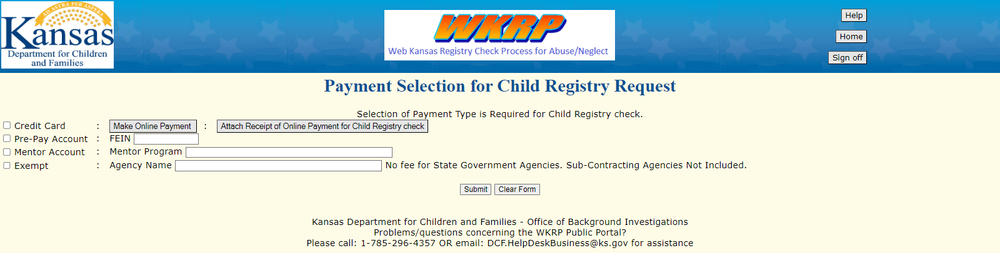 AD ASTRA PER ASPERA
Kansas
Department for Children
and Families
WKRP
Web Kansas Registry Check Process for Abuse/Neglect
Help
Home
Sign off
Payment Selection for Child Registry Request
Selection of Payment Type is Required for Child Registry check.
Credit Card : Make Online Payment : Attach Receipt of Online Payment for Child Registry check
Pre-Pay Account : FEIN
Mentor Account : Mentor Program
Exempt : Agency Name No fee for State Government Agencies. Sub-Contracting Agencies Not Included.
Submit Clear Form
Kansas Department for Children and Families - Office of Background Investigations
Problems/questions concerning the WKRP Public Portal?
Please call: 1-785-296-4357 OR email: DCF.HelpDeskBusiness@ks.gov for assistance